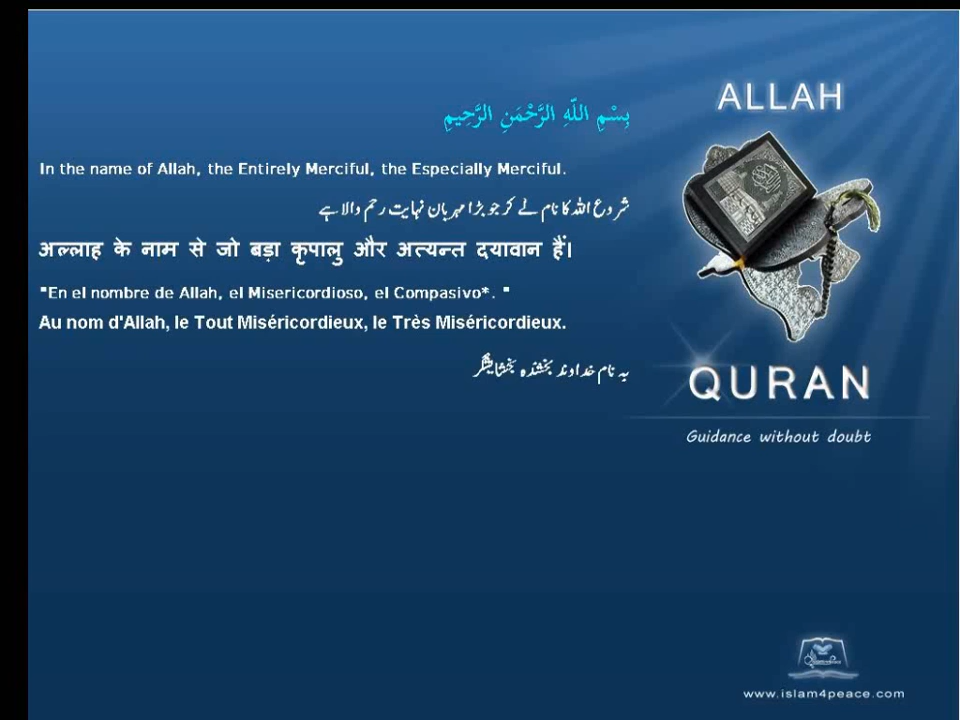 بِسْمِ اللَّهِ الرَّحْمَنِ الرَّحِيمِ
In the name of Allah, the Entirely Merciful, the Especially Merciful.
شروع الله کا نام لے کر جو بڑا مہربان نہایت رحم والا ہے
अल्लाह के नाम से जो बड़ा कृपालु और अत्यन्त दयावान हैं।
"En el nombre de Allah, el Misericordioso, el Compasivo*. "
Au nom d'Allah, le Tout Miséricordieux, le Très Miséricordieux.
به نام خداوند بخشنده بخشایشگر
ALLAH
QURAN
Guidance without doubt
www.islam4peace.com